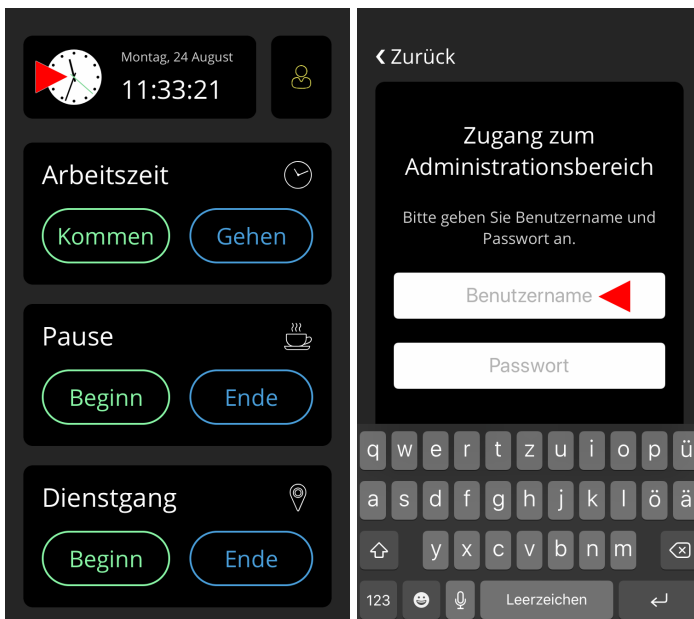 Montag, 24 August
11:33:21
Arbeitszeit
Kommen Gehen
Pause
Beginn Ende
Dienstgang
Beginn Ende
Zurück
Zugang zum
Administrationsbereich
Bitte geben Sie Benutzername und
Passwort an.
Benutzername
Passwort
q w e r t z u i o p ü
a s d f g h j k l ö ä
y x c v b n m
123 Leerzeichen